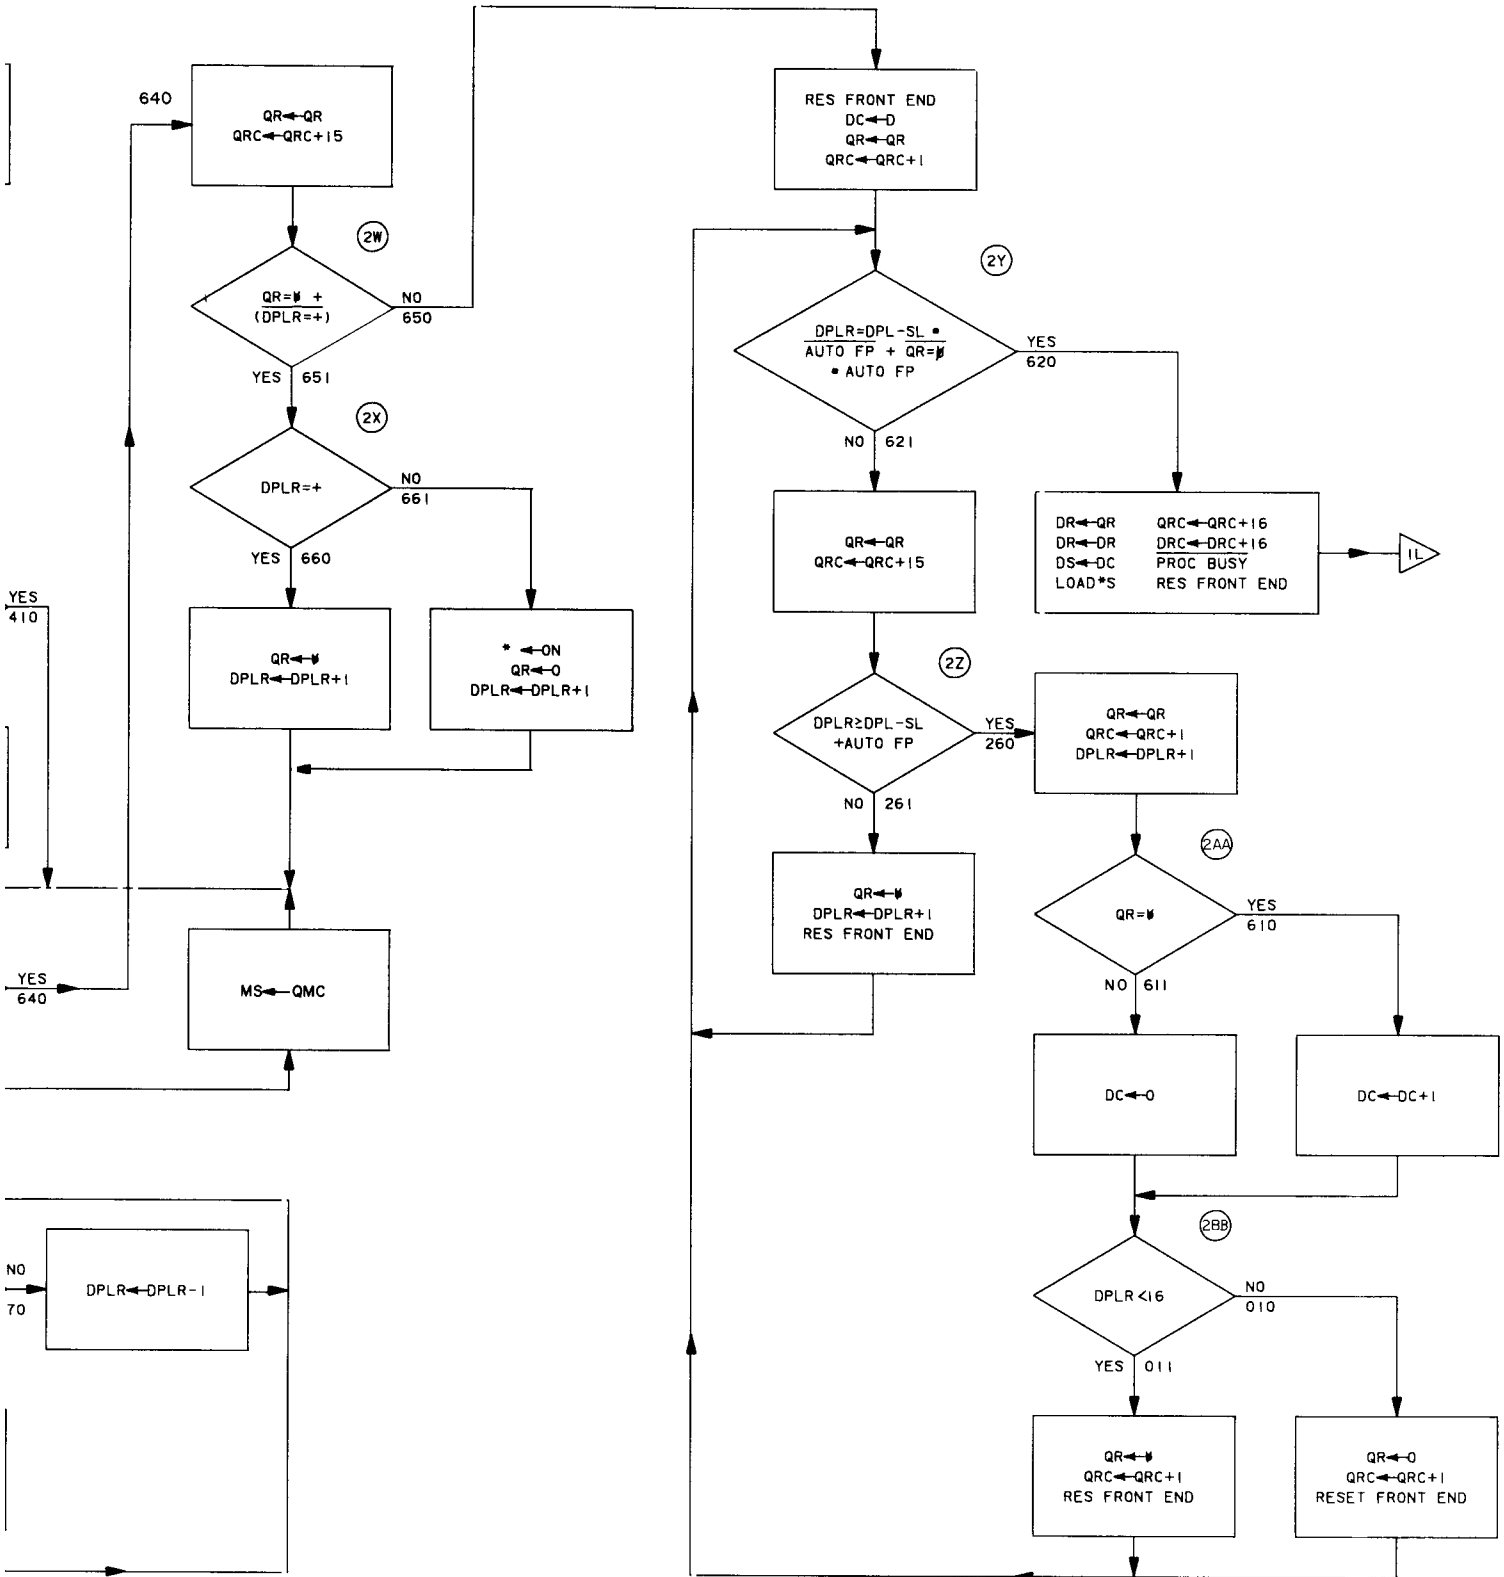 640
QR←QR
QRC←QRC+15
2W
QR=b̸ +
(DPLR=+)
NO
650
YES 651
2X
DPLR=+
NO
661
YES 660
QR←b̸
DPLR←DPLR+1
* ←ON
QR←0
DPLR←DPLR+1
YES
410
YES
640
MS←QMC
NO
70
DPLR←DPLR-1
RES FRONT END
DC←D
QR←QR
QRC←QRC+1
2Y
DPLR=DPL-SL •
AUTO FP + QR=b̸
• AUTO FP
YES
620
NO 621
QR←QR
QRC←QRC+15
DR←QR QRC←QRC+16
DR←DR DRC←DRC+16
DS←DC PROC BUSY
LOAD*S RES FRONT END
1L
2Z
DPLR≥DPL-SL
+AUTO FP
YES
260
NO 261
QR←QR
QRC←QRC+1
DPLR←DPLR+1
QR←b̸
DPLR←DPLR+1
RES FRONT END
2AA
QR=b̸
YES
610
NO 611
DC←0
DC←DC+1
2BB
DPLR<16
NO
010
YES 011
QR←b̸
QRC←QRC+1
RES FRONT END
QR←0
QRC←QRC+1
RESET FRONT END